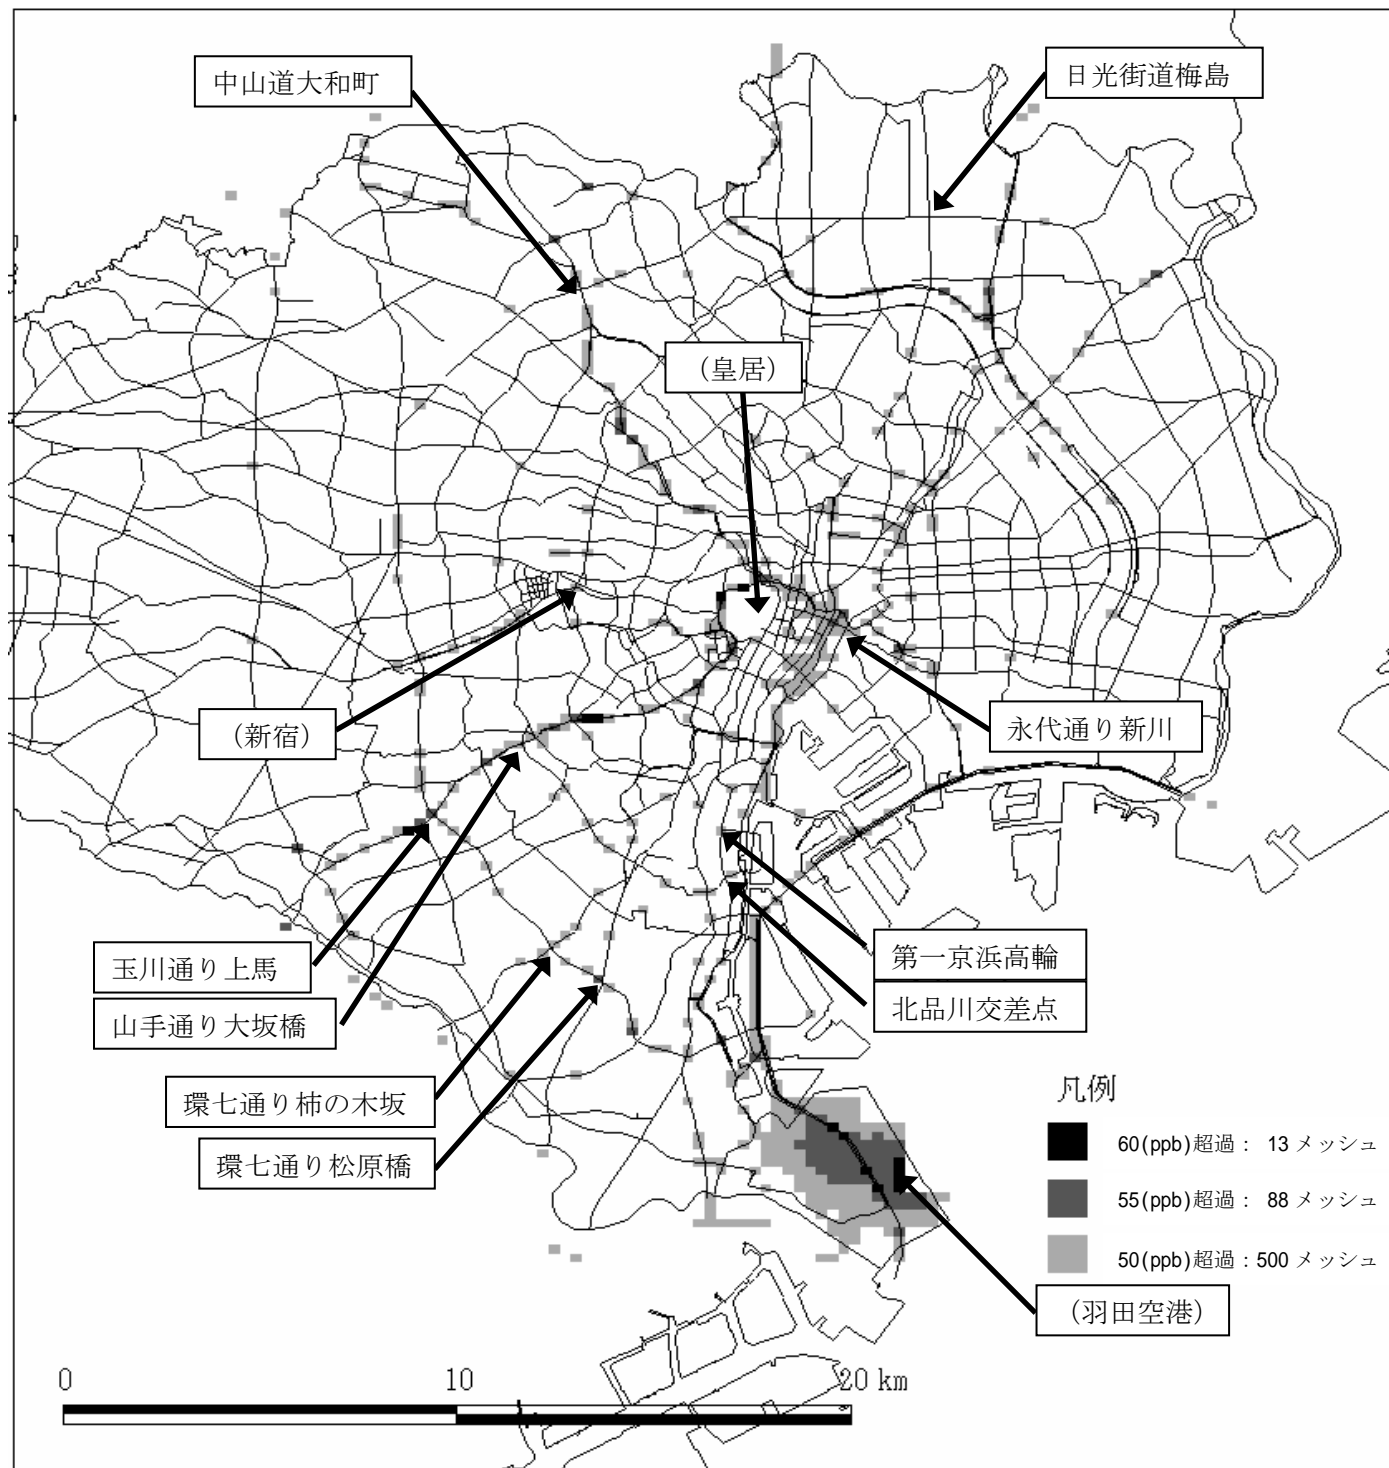 中山道大和町
日光街道梅島
（皇居）
（新宿）
永代通り新川
玉川通り上馬
第一京浜高輪
山手通り大坂橋
北品川交差点
環七通り柿の木坂
環七通り松原橋
凡例
60(ppb)超過： 13 メッシュ
55(ppb)超過： 88 メッシュ
50(ppb)超過：500 メッシュ
（羽田空港）
0 10 20 km